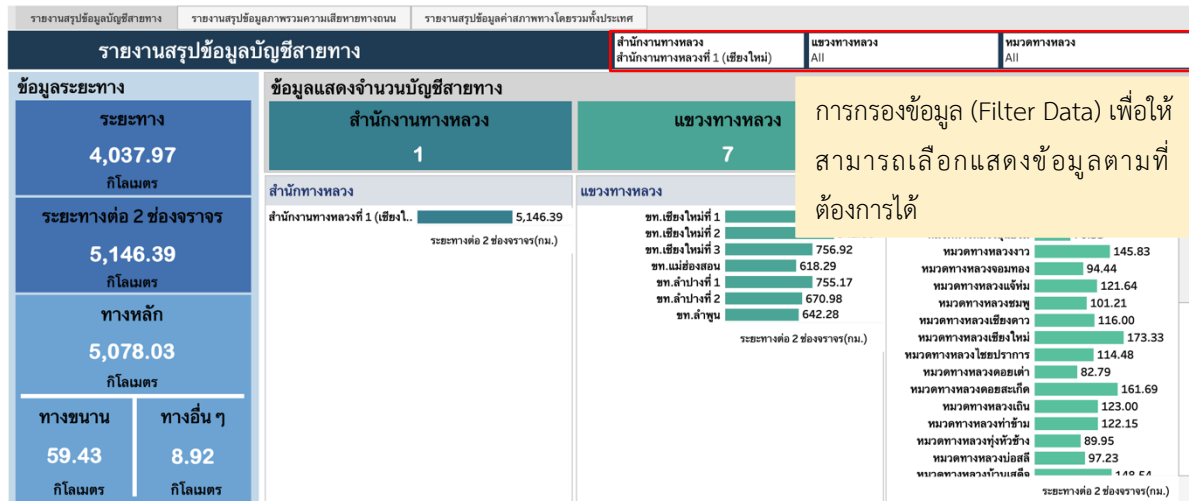 รายงานสรุปข้อมูลบัญชีสายทาง
รายงานสรุปข้อมูลภาพรวมความเสียหายทางถนน
รายงานสรุปข้อมูลค่าสภาพทางโดยรวมทั้งประเทศ
รายงานสรุปข้อมูลบัญชีสายทาง
สำนักงานทางหลวง
สำนักงานทางหลวงที่ 1 (เชียงใหม่)
แขวงทางหลวง
All
หมวดทางหลวง
All
การกรองข้อมูล (Filter Data) เพื่อให้
สามารถเลือกแสดงข้อมูลตามที่
ต้องการได้
ข้อมูลระยะทาง
ระยะทาง
4,037.97
กิโลเมตร
ระยะทางต่อ 2 ช่องจราจร
5,146.39
กิโลเมตร
ทางหลัก
5,078.03
กิโลเมตร
ทางขนาน
59.43
กิโลเมตร
ทางอื่น ๆ
8.92
กิโลเมตร
ข้อมูลแสดงจำนวนบัญชีสายทาง
สำนักงานทางหลวง
1
แขวงทางหลวง
7
สำนักทางหลวง
สำนักงานทางหลวงที่ 1 (เชียงใ.. 5,146.39
ระยะทางต่อ 2 ช่องจราจร(กม.)
แขวงทางหลวง
ขท.เชียงใหม่ที่ 1
ขท.เชียงใหม่ที่ 2
ขท.เชียงใหม่ที่ 3 756.92
ขท.แม่ฮ่องสอน 618.29
ขท.ลำปางที่ 1 755.17
ขท.ลำปางที่ 2 670.98
ขท.ลำพูน 642.28
ระยะทางต่อ 2 ช่องจราจร(กม.)
หมวดทางหลวงงาว 145.83
หมวดทางหลวงจอมทอง 94.44
หมวดทางหลวงแจ้ห่ม 121.64
หมวดทางหลวงชมพู 101.21
หมวดทางหลวงเชียงดาว 116.00
หมวดทางหลวงเชียงใหม่ 173.33
หมวดทางหลวงไชยปราการ 114.48
หมวดทางหลวงดอยเต่า 82.79
หมวดทางหลวงดอยสะเก็ด 161.69
หมวดทางหลวงเถิน 123.00
หมวดทางหลวงท่าข้าม 122.15
หมวดทางหลวงทุ่งหัวช้าง 89.95
หมวดทางหลวงบ่อสลี 97.23
หมวดทางหลวงบ้านเสด็จ 148.54
ระยะทางต่อ 2 ช่องจราจร(กม.)